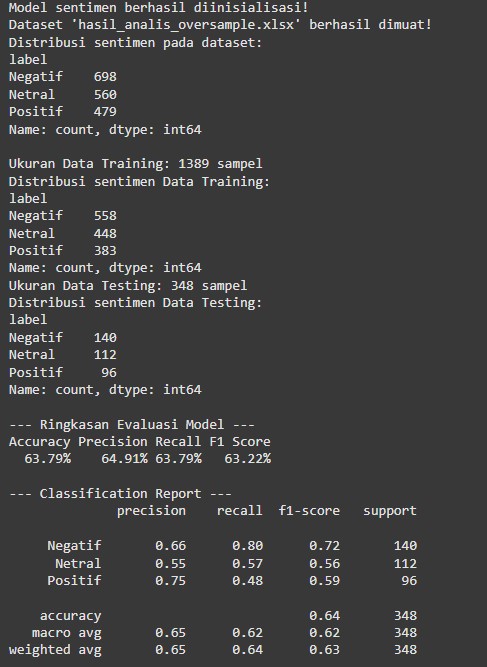 Model sentimen berhasil diinisialisasi!
Dataset 'hasil_analis_oversample.xlsx' berhasil dimuat!
Distribusi sentimen pada dataset:
label
Negatif    698
Netral     560
Positif    479
Name: count, dtype: int64

Ukuran Data Training: 1389 sampel
Distribusi sentimen Data Training:
label
Negatif    558
Netral     448
Positif    383
Name: count, dtype: int64
Ukuran Data Testing: 348 sampel
Distribusi sentimen Data Testing:
label
Negatif    140
Netral     112
Positif     96
Name: count, dtype: int64

--- Ringkasan Evaluasi Model ---
Accuracy Precision Recall F1 Score
  63.79%    64.91% 63.79%   63.22%

--- Classification Report ---
              precision    recall  f1-score   support

     Negatif       0.66      0.80      0.72       140
      Netral       0.55      0.57      0.56       112
     Positif       0.75      0.48      0.59        96

    accuracy                           0.64       348
   macro avg       0.65      0.62      0.62       348
weighted avg       0.65      0.64      0.63       348